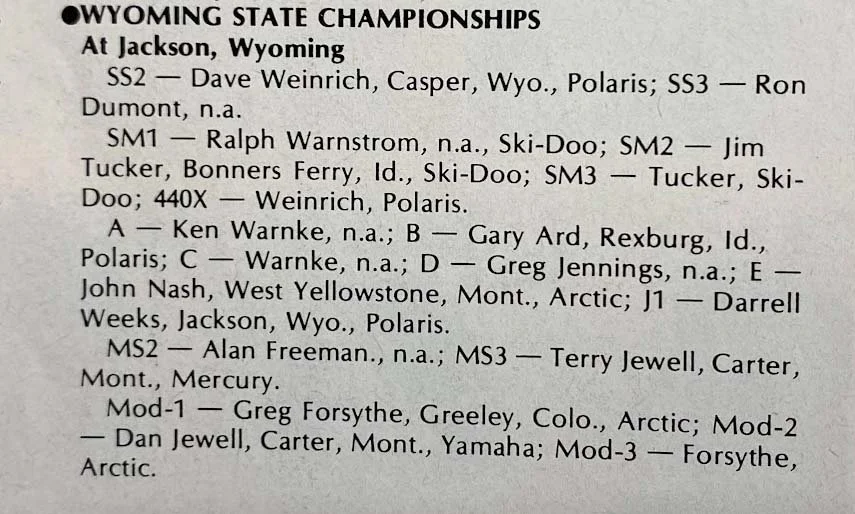 ●WYOMING STATE CHAMPIONSHIPS
At Jackson, Wyoming
SS2 — Dave Weinrich, Casper, Wyo., Polaris; SS3 — Ron
Dumont, n.a.
SM1 — Ralph Warnstrom, n.a., Ski-Doo; SM2 — Jim
Tucker, Bonners Ferry, Id., Ski-Doo; SM3 — Tucker, Ski-
Doo; 440X — Weinrich, Polaris.
A — Ken Warnke, n.a.; B — Gary Ard, Rexburg, Id.,
Polaris; C — Warnke, n.a.; D — Greg Jennings, n.a.; E —
John Nash, West Yellowstone, Mont., Arctic; J1 — Darrell
Weeks, Jackson, Wyo., Polaris.
MS2 — Alan Freeman., n.a.; MS3 — Terry Jewell, Carter,
Mont., Mercury.
Mod-1 — Greg Forsythe, Greeley, Colo., Arctic; Mod-2
— Dan Jewell, Carter, Mont., Yamaha; Mod-3 — Forsythe,
Arctic.